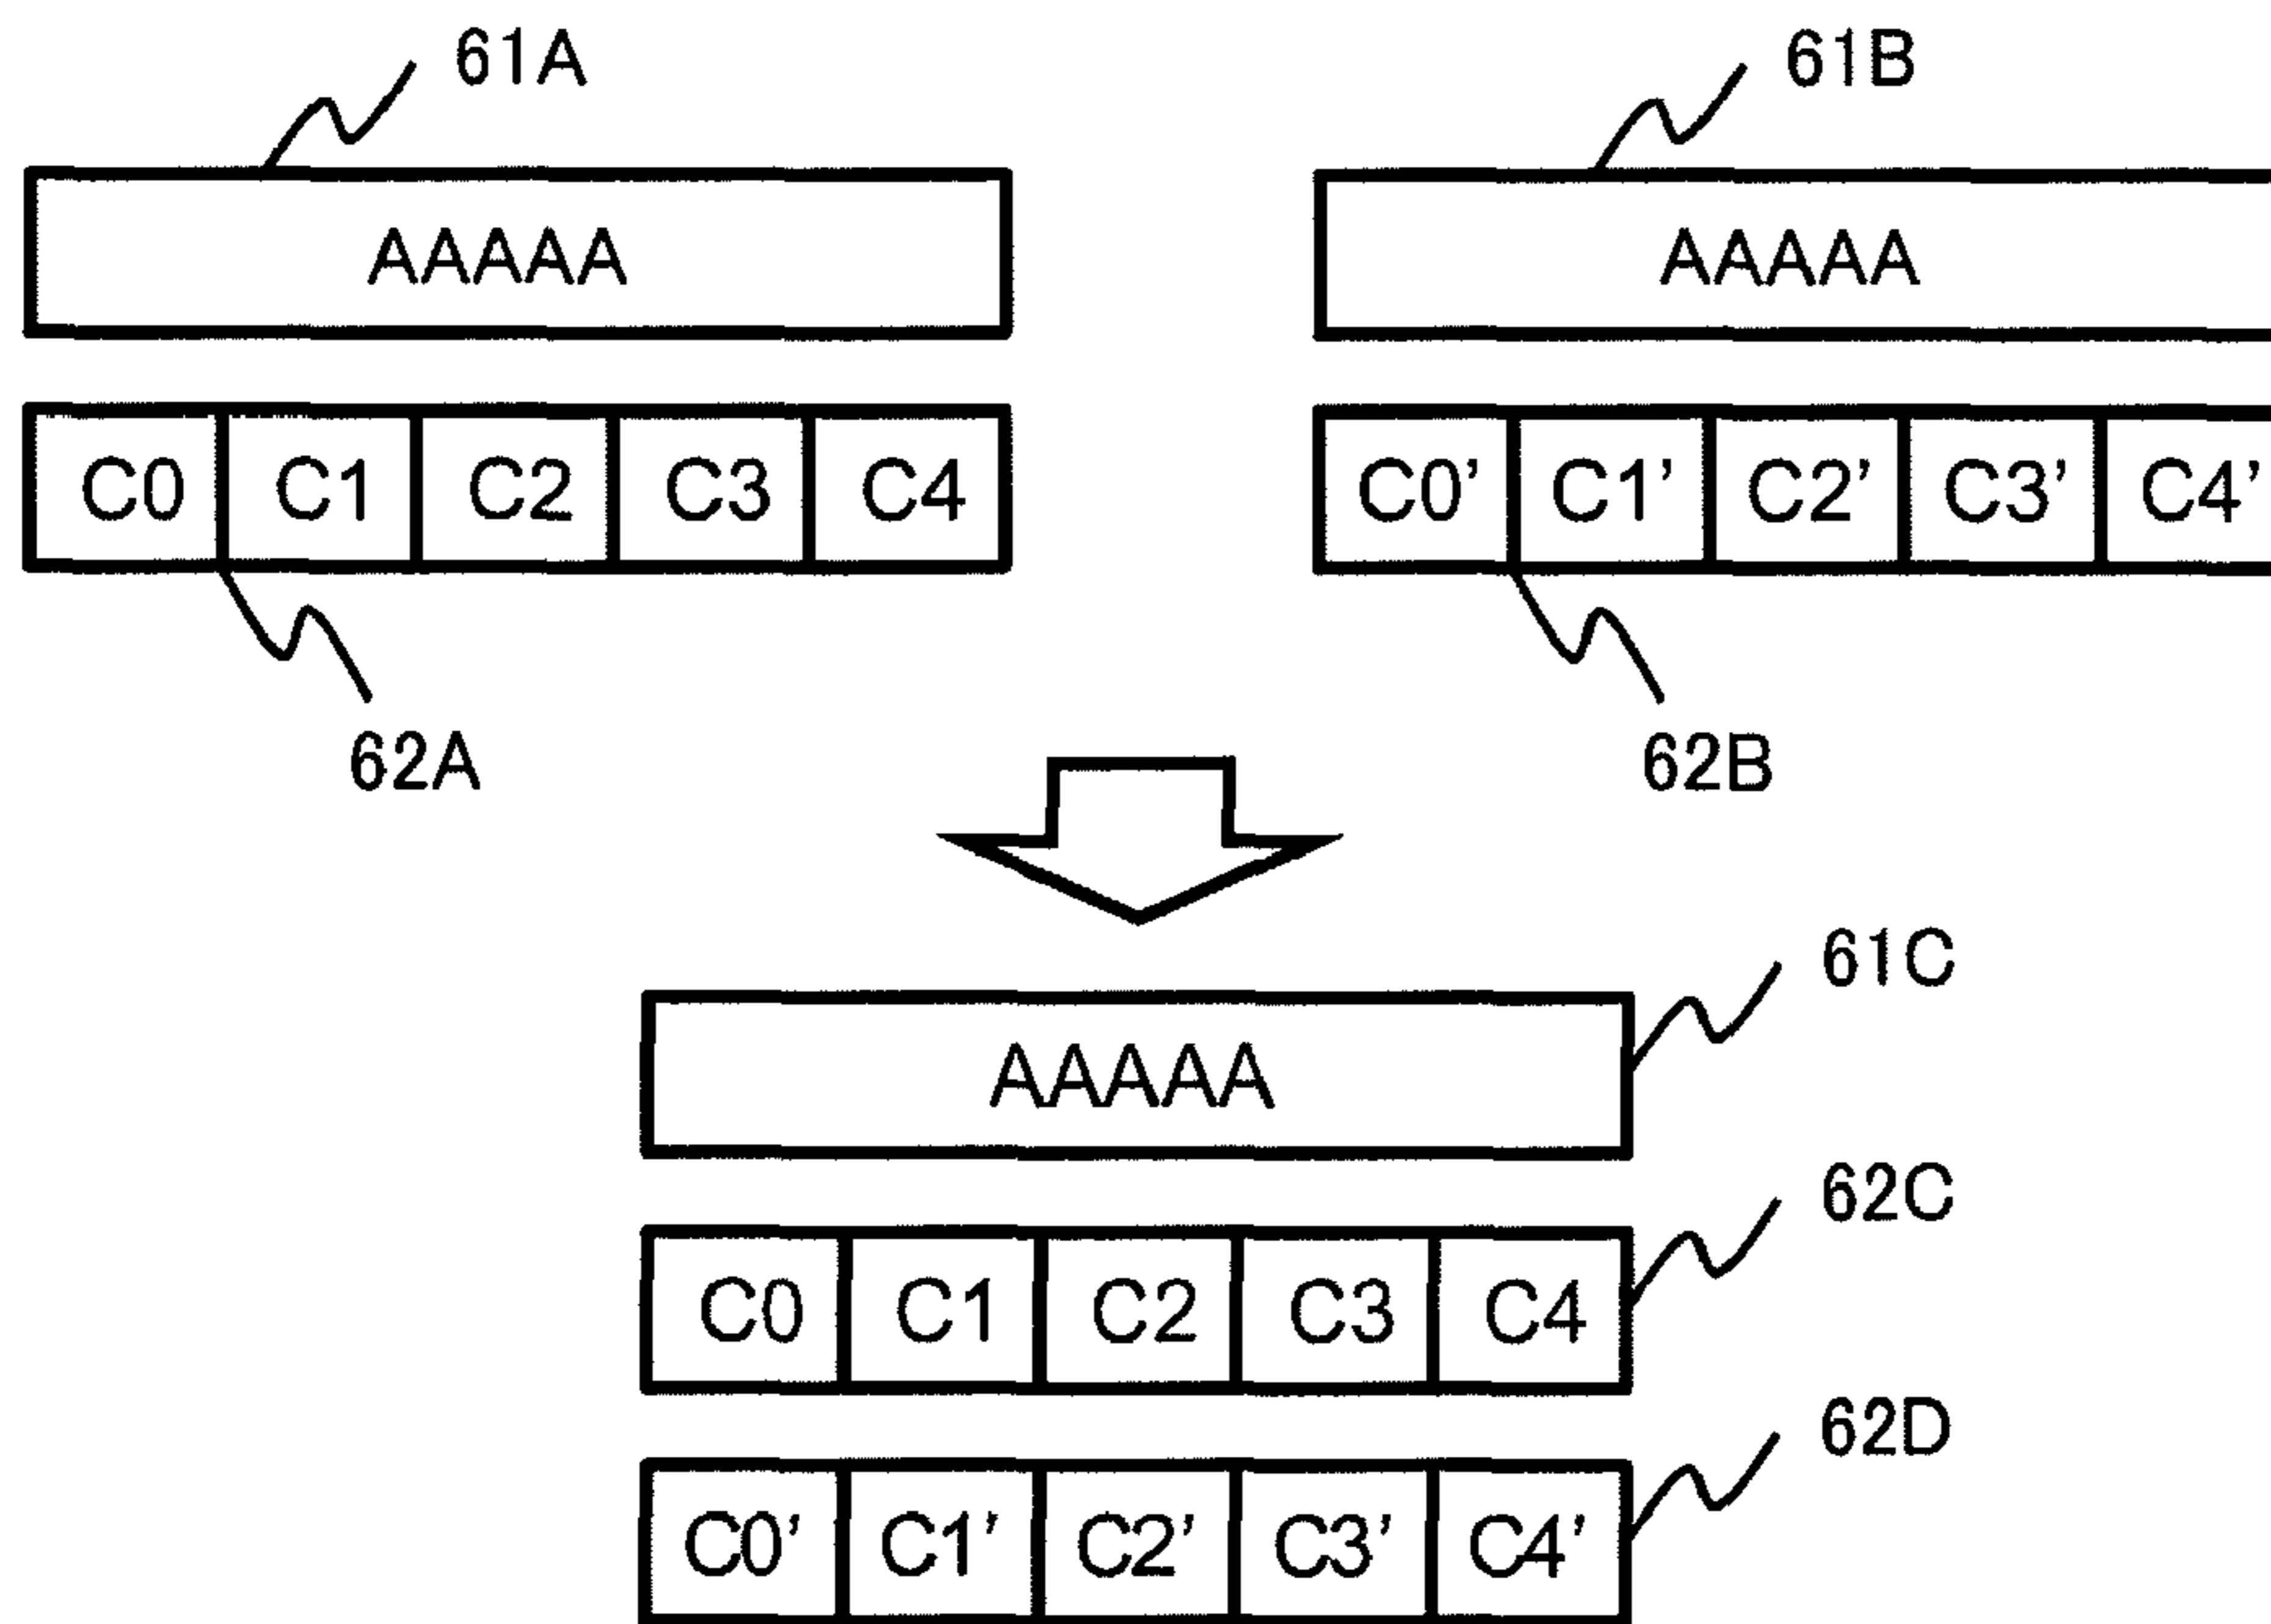 61A 61B
AAAAA AAAAA
C0 C1 C2 C3 C4 C0' C1' C2' C3' C4'
62A 62B
61C
AAAAA
62C
C0 C1 C2 C3 C4
62D
C0' C1' C2' C3' C4'